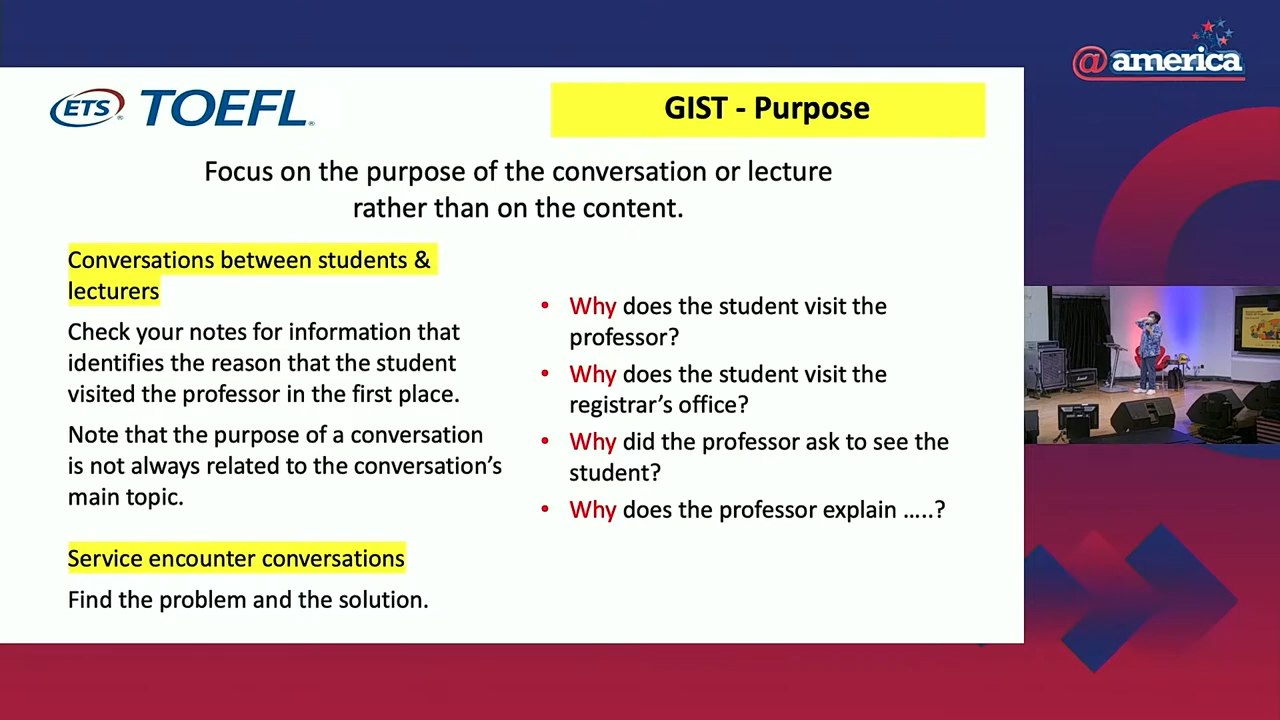 @america
ETS TOEFL
GIST - Purpose
Focus on the purpose of the conversation or lecture
rather than on the content.
Conversations between students &
lecturers
Check your notes for information that
identifies the reason that the student
visited the professor in the first place.
Note that the purpose of a conversation
is not always related to the conversation’s
main topic.
Service encounter conversations
Find the problem and the solution.
• Why does the student visit the
professor?
• Why does the student visit the
registrar’s office?
• Why did the professor ask to see the
student?
• Why does the professor explain …..?